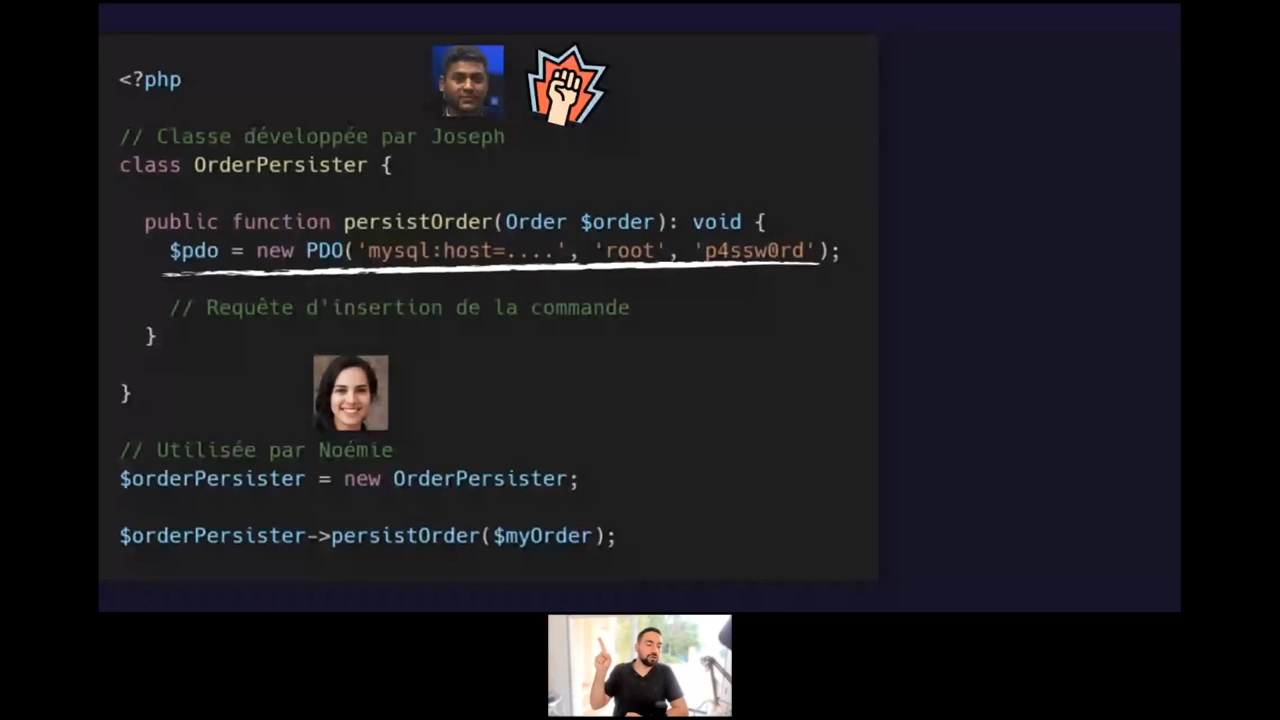 <?php
// Classe développée par Joseph
class OrderPersister {
public function persistOrder(Order $order): void {
$pdo = new PDO('mysql:host=....', 'root', 'p4ssw0rd');
// Requête d'insertion de la commande
}
}
// Utilisée par Noémie
$orderPersister = new OrderPersister;
$orderPersister->persistOrder($myOrder);